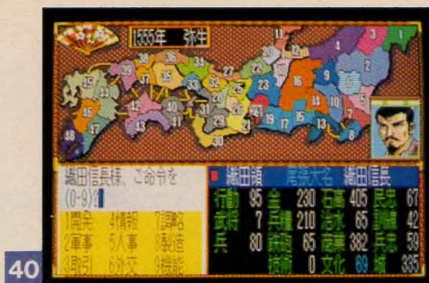 1555年 弥生
織田信長様、ご命令を
(0-9)?
1開発 4情報 7謀略
2軍事 5人事 8製造
3取引 6外交 9機能
織田領 尾張大名 織田信長
行動 95 金 230 石高 405 民忠 67
武将 7 兵糧 210 治水 65 訓練 42
兵 80 鉄砲 65 商業 382 兵忠 59
技術 0 文化 69 城 335
40